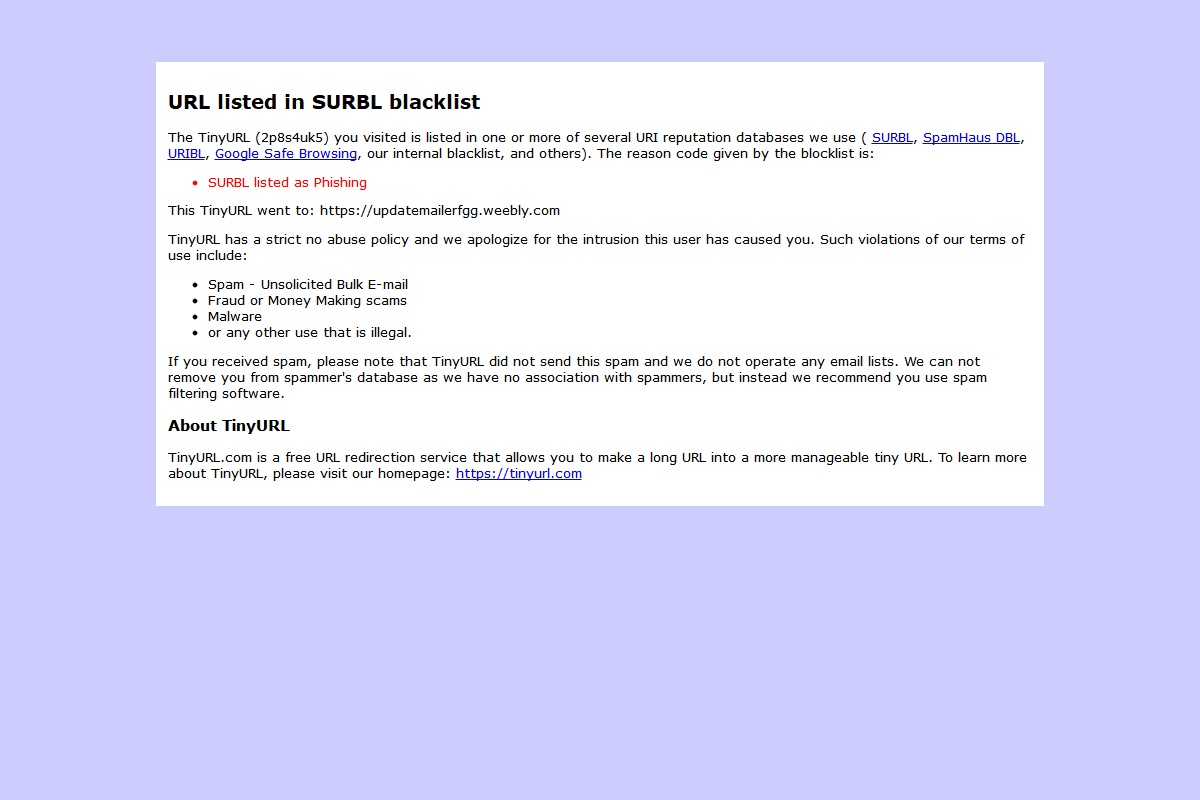 URL listed in SURBL blacklist
The TinyURL (2p8s4uk5) you visited is listed in one or more of several URI reputation databases we use ( SURBL, SpamHaus DBL,
URIBL, Google Safe Browsing, our internal blacklist, and others). The reason code given by the blocklist is:
• SURBL listed as Phishing
This TinyURL went to: https://updatemailerfgg.weebly.com
TinyURL has a strict no abuse policy and we apologize for the intrusion this user has caused you. Such violations of our terms of
use include:
• Spam - Unsolicited Bulk E-mail
• Fraud or Money Making scams
• Malware
• or any other use that is illegal.
If you received spam, please note that TinyURL did not send this spam and we do not operate any email lists. We can not
remove you from spammer's database as we have no association with spammers, but instead we recommend you use spam
filtering software.
About TinyURL
TinyURL.com is a free URL redirection service that allows you to make a long URL into a more manageable tiny URL. To learn more
about TinyURL, please visit our homepage: https://tinyurl.com